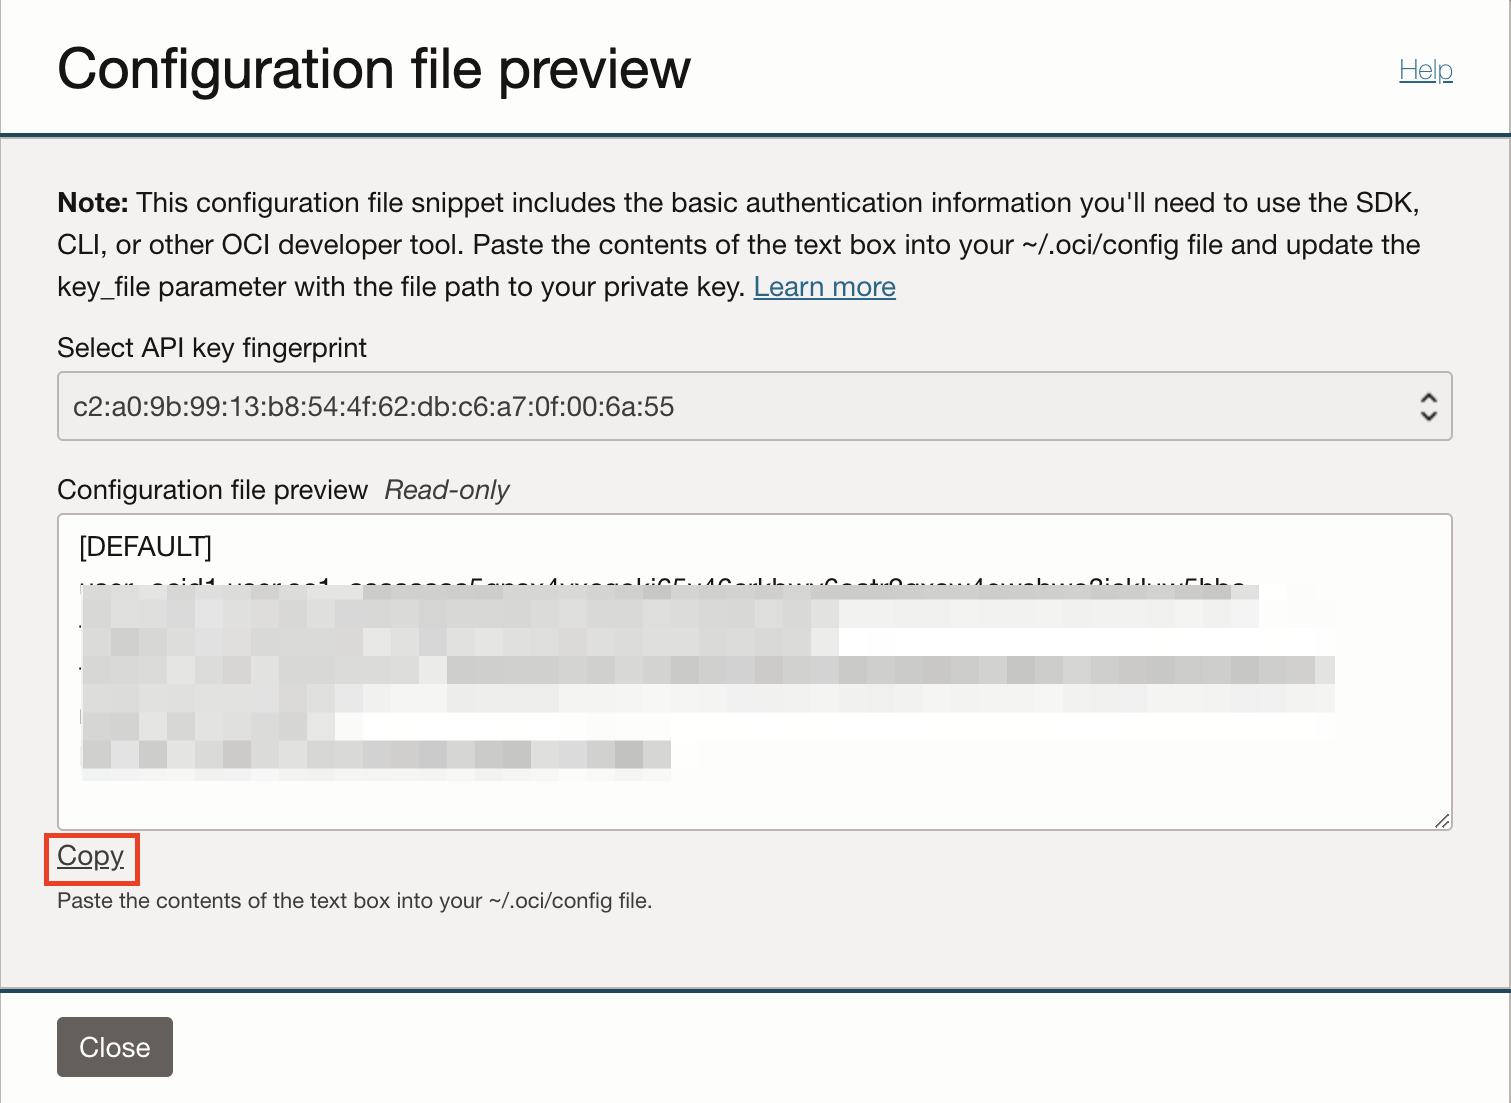 Configuration file preview
Help
Note: This configuration file snippet includes the basic authentication information you'll need to use the SDK,
CLI, or other OCI developer tool. Paste the contents of the text box into your ~/.oci/config file and update the
key_file parameter with the file path to your private key. Learn more
Select API key fingerprint
c2:a0:9b:99:13:b8:54:4f:62:db:c6:a7:0f:00:6a:55
Configuration file preview Read-only
[DEFAULT]
Copy
Paste the contents of the text box into your ~/.oci/config file.
Close